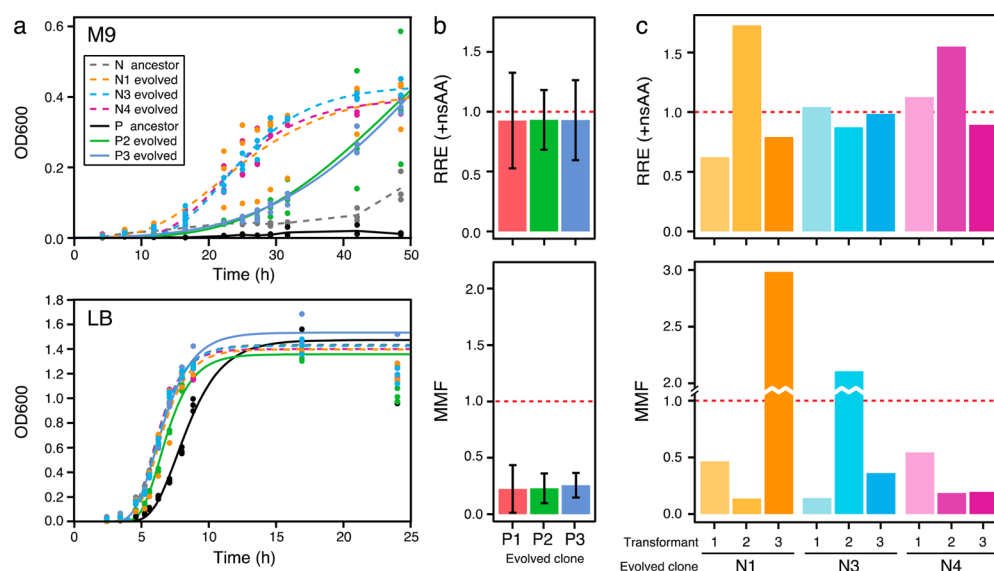 a
M9
OD600
0.6
0.4
0.2
0.0
N ancestor
N1 evolved
N3 evolved
N4 evolved
P ancestor
P2 evolved
P3 evolved
0 10 20 30 40 50
Time (h)
LB
OD600
1.8
1.6
1.4
1.2
1.0
0.8
0.6
0.4
0.2
0.0
0 5 10 15 20 25
Time (h)
b
RRE (+nsAA)
1.5
1.0
0.5
0.0
MMF
2.0
1.5
1.0
0.5
0.0
P1 P2 P3
Evolved clone
c
RRE (+nsAA)
1.5
1.0
0.5
0.0
MMF
3.0
2.5
2.0
1.0
0.5
0.0
Transformant 1 2 3 1 2 3 1 2 3
Evolved clone N1 N3 N4